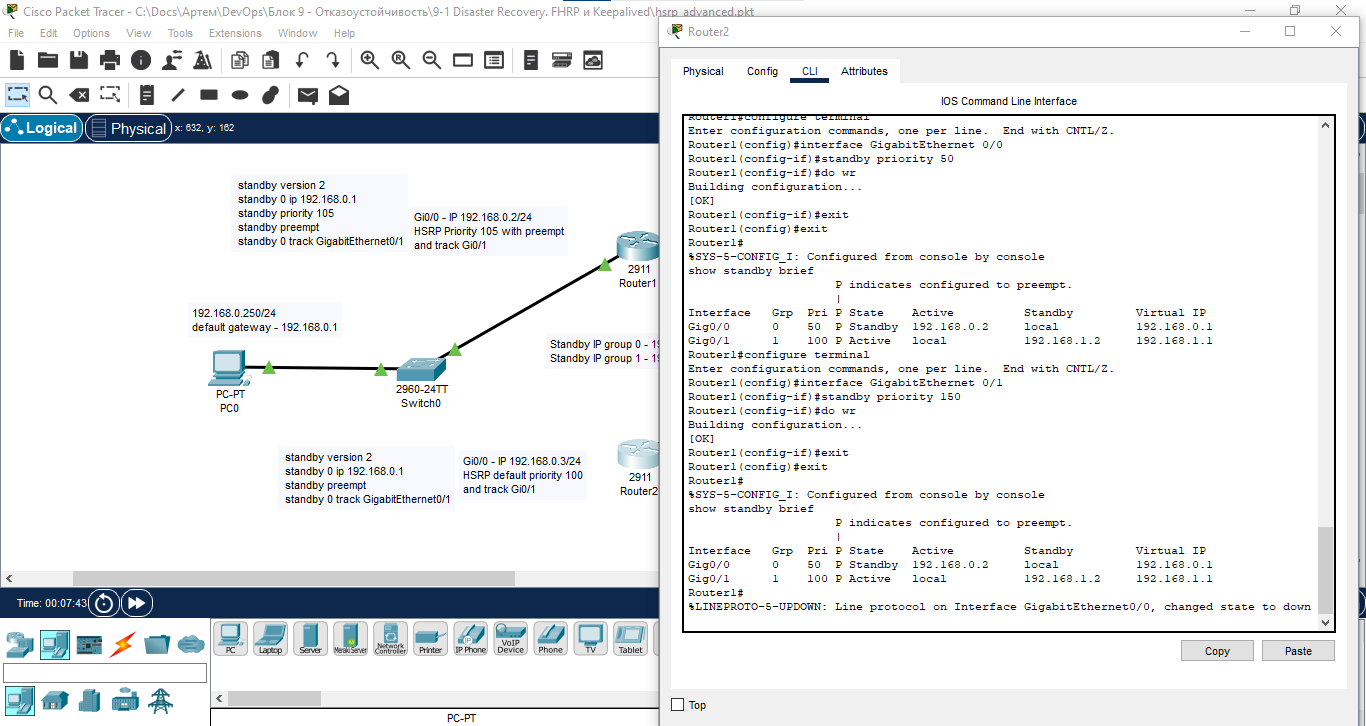 Cisco Packet Tracer - C:\Docs\Артем\DevOps\Блок 9 - Отказоустойчивость\9-1 Disaster Recovery. FHRP и Keepalived\hsrp_advanced.pkt
File Edit Options View Tools Extensions Window Help
Logical Physical x: 632, y: 162
standby version 2
standby 0 ip 192.168.0.1
standby priority 105
standby preempt
standby 0 track GigabitEthernet0/1
Gi0/0 - IP 192.168.0.2/24
HSRP Priority 105 with preempt
and track Gi0/1
2911
Router1
192.168.0.250/24
default gateway - 192.168.0.1
Standby IP group 0 - 19
Standby IP group 1 - 19
PC-PT
PC0
2960-24TT
Switch0
standby version 2
standby 0 ip 192.168.0.1
standby preempt
standby 0 track GigabitEthernet0/1
Gi0/0 - IP 192.168.0.3/24
HSRP default priority 100
and track Gi0/1
2911
Router2
Time: 00:07:43
PC Laptop Server Meraki Server Network Controller Printer IP Phone VoIP Device Phone TV Tablet
PC-PT
Router2
Physical Config CLI Attributes
IOS Command Line Interface
Router1#configure terminal
Enter configuration commands, one per line. End with CNTL/Z.
Router1(config)#interface GigabitEthernet 0/0
Router1(config-if)#standby priority 50
Router1(config-if)#do wr
Building configuration...
[OK]
Router1(config-if)#exit
Router1(config)#exit
Router1#
%SYS-5-CONFIG_I: Configured from console by console
show standby brief
P indicates configured to preempt.
|
Interface Grp Pri P State Active Standby Virtual IP
Gig0/0 0 50 P Standby 192.168.0.2 local 192.168.0.1
Gig0/1 1 100 P Active local 192.168.1.2 192.168.1.1
Router1#configure terminal
Enter configuration commands, one per line. End with CNTL/Z.
Router1(config)#interface GigabitEthernet 0/1
Router1(config-if)#standby priority 150
Router1(config-if)#do wr
Building configuration...
[OK]
Router1(config-if)#exit
Router1(config)#exit
Router1#
%SYS-5-CONFIG_I: Configured from console by console
show standby brief
P indicates configured to preempt.
|
Interface Grp Pri P State Active Standby Virtual IP
Gig0/0 0 50 P Standby 192.168.0.2 local 192.168.0.1
Gig0/1 1 100 P Active local 192.168.1.2 192.168.1.1
Router1#
%LINEPROTO-5-UPDOWN: Line protocol on Interface GigabitEthernet0/0, changed state to down
Copy Paste
Top